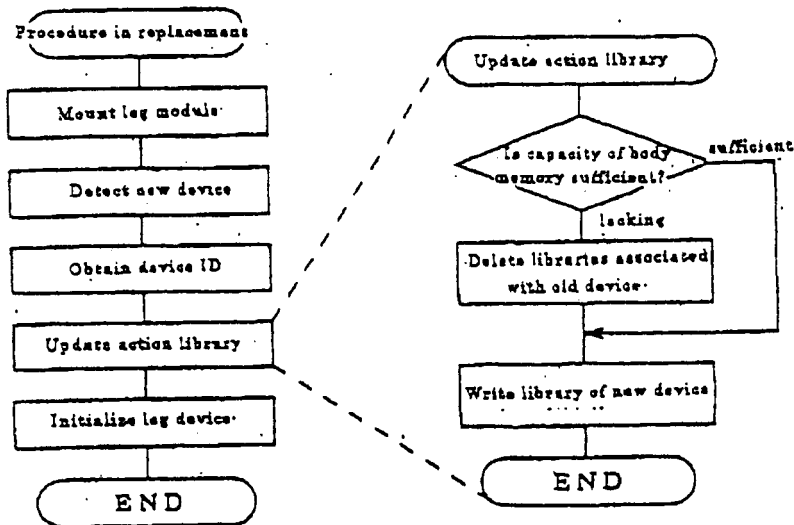 Procedure in replacement
Mount leg module
Detect new device
Obtain device ID
Update action library
Initialize leg device
END
Update action library
Is capacity of body
memory sufficient?
sufficient
lacking
Delete libraries associated
with old device
Write library of new device
END